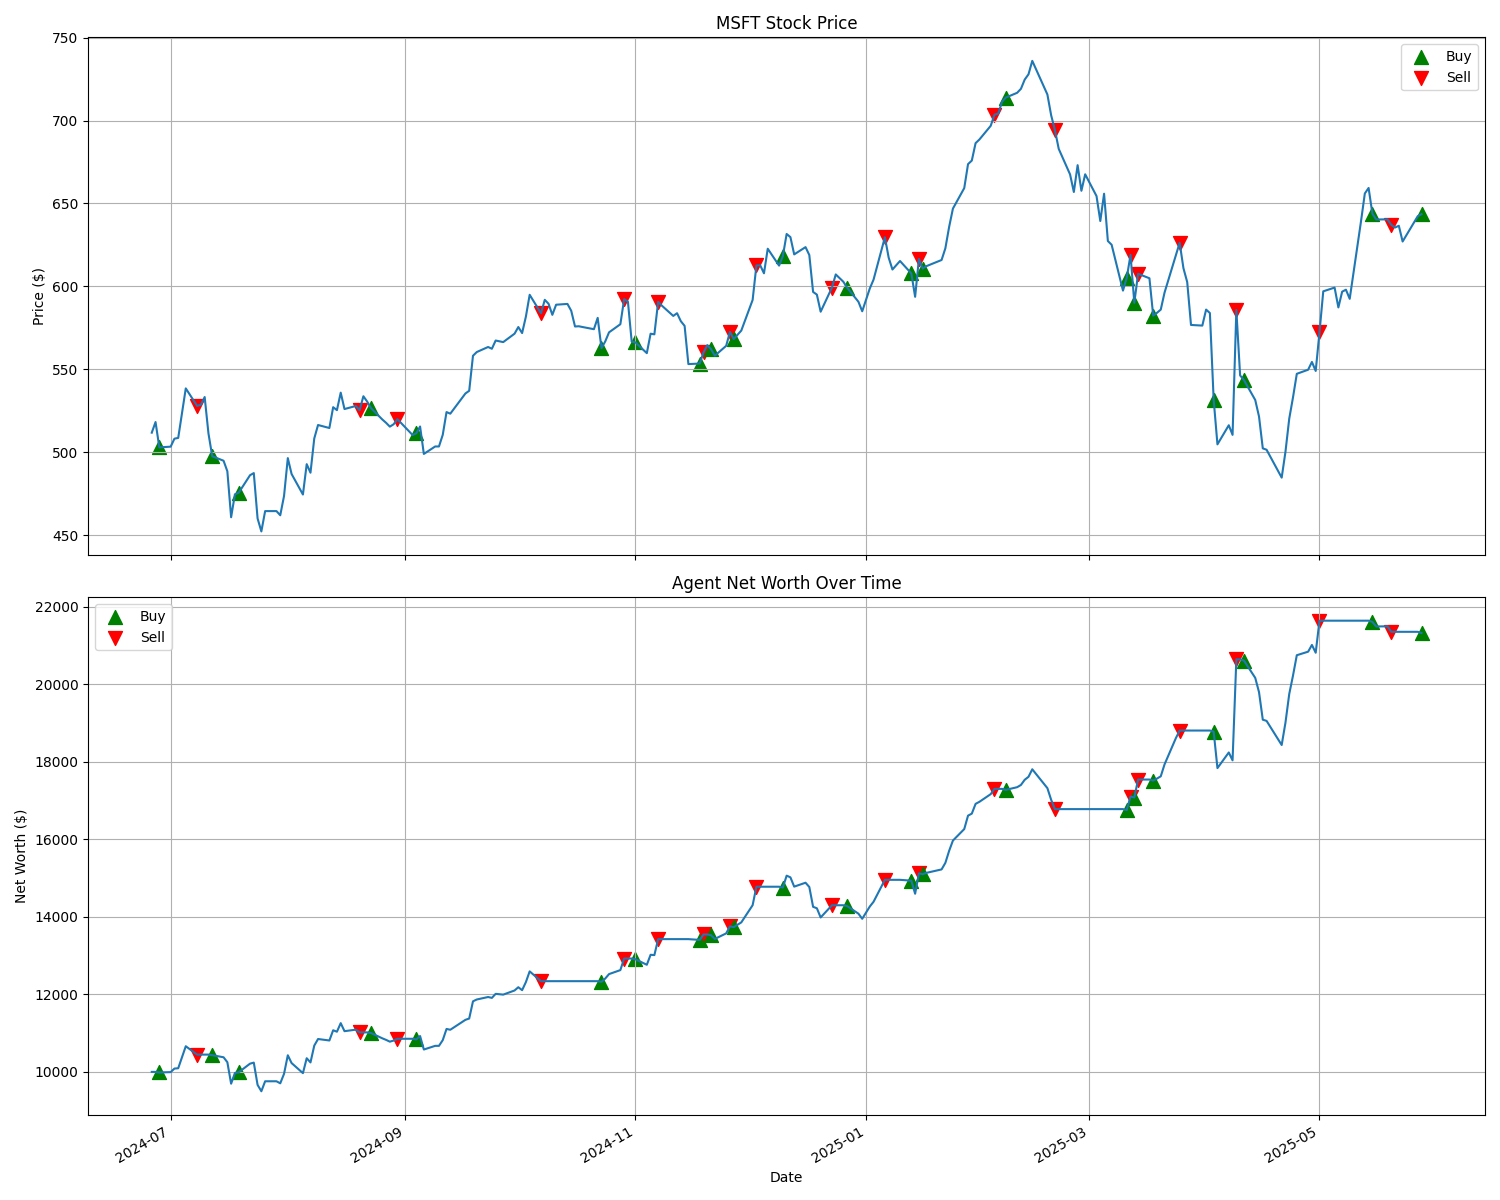 MSFT Stock Price
Price ($)
750
700
650
600
550
500
450
Buy
Sell
Agent Net Worth Over Time
Net Worth ($)
22000
20000
18000
16000
14000
12000
10000
Buy
Sell
2024-07
2024-09
2024-11
2025-01
2025-03
2025-05
Date